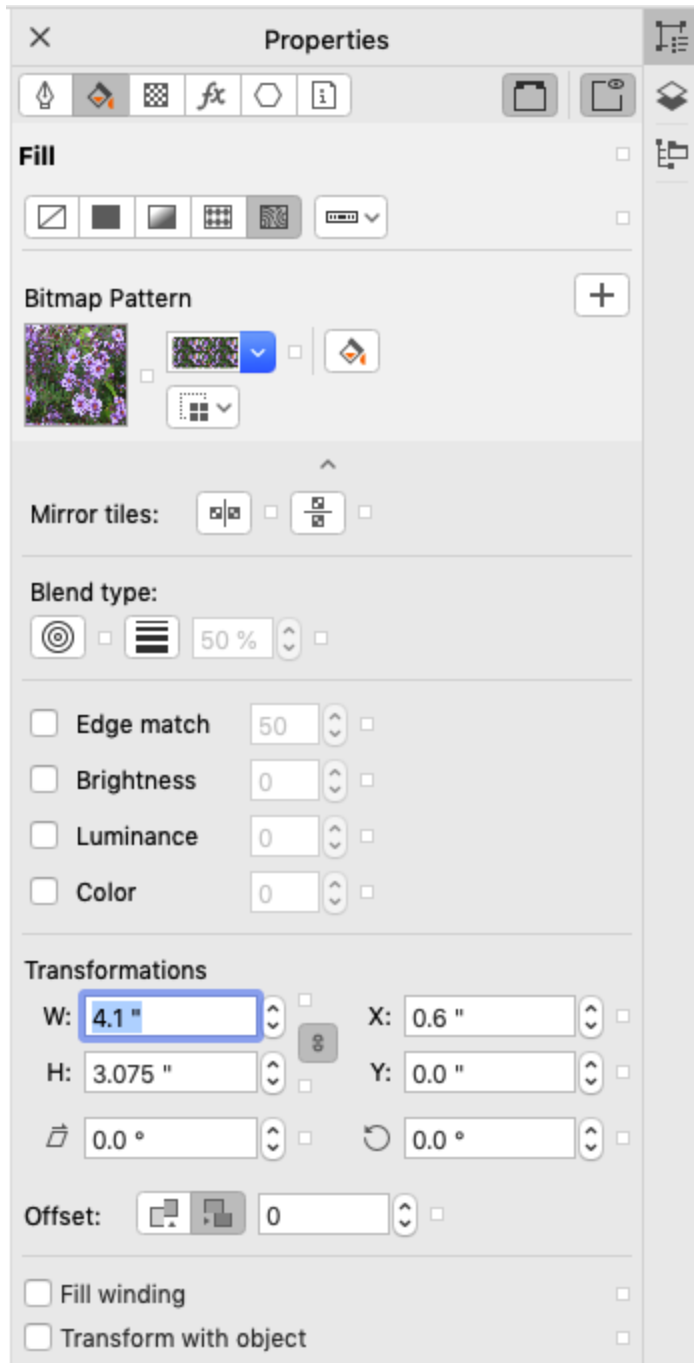 Properties
fx
Fill
Bitmap Pattern
Mirror tiles:
Blend type:
50 %
Edge match 50
Brightness 0
Luminance 0
Color 0
Transformations
W: 4.1 " X: 0.6 "
H: 3.075 " Y: 0.0 "
0.0 ° 0.0 °
Offset: 0
Fill winding
Transform with object